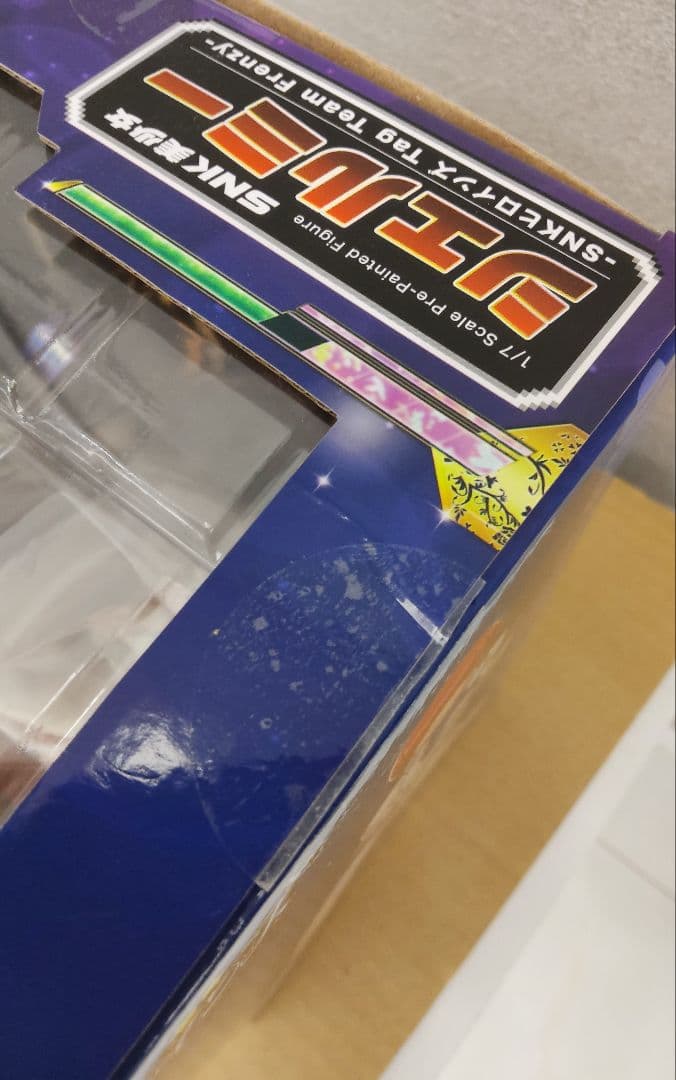 SNK美少女
シェルミー
-SNKヒロインズ Tag Team Frenzy-
1/7 Scale Pre-Painted Figure